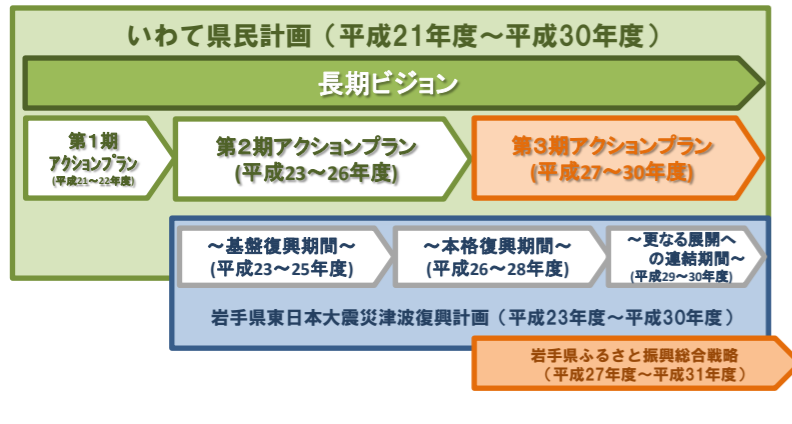 いわて県民計画（平成21年度～平成30年度）
長期ビジョン
第１期
アクションプラン
(平成21～22年度)
第２期アクションプラン
(平成23～26年度)
第３期アクションプラン
(平成27～30年度)
～基盤復興期間～
(平成23～25年度)
～本格復興期間～
(平成26～28年度)
～更なる展開へ
の連結期間～
(平成29～30年度)
岩手県東日本大震災津波復興計画（平成23年度～平成30年度）
岩手県ふるさと振興総合戦略
（平成27年度～平成31年度）